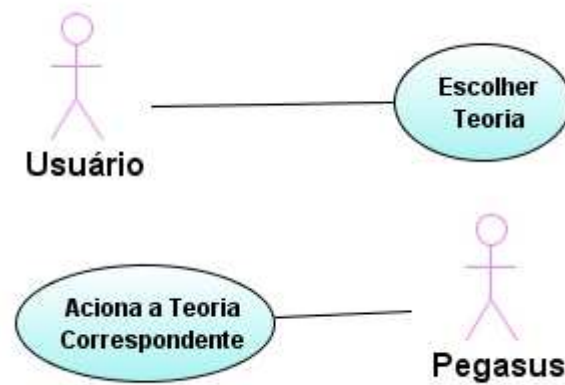 Escolher
Teoria
Usuário
Aciona a Teoria
Correspondente
Pegasus